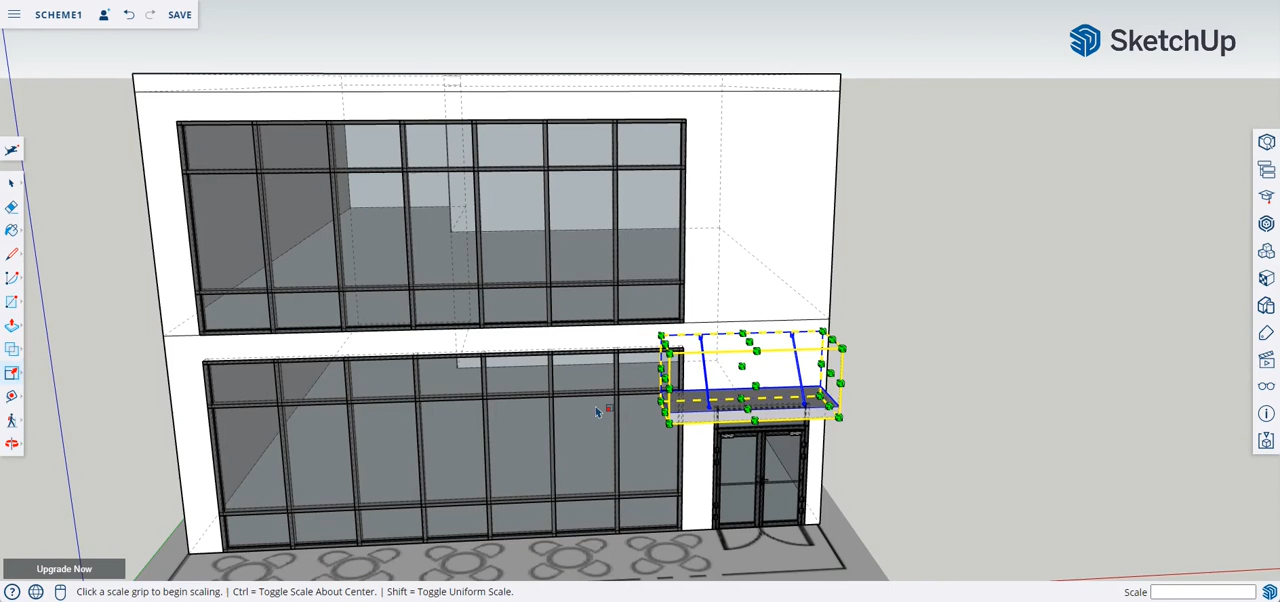 SCHEME1
SAVE
SketchUp
Upgrade Now
Click a scale grip to begin scaling. | Ctrl = Toggle Scale About Center. | Shift = Toggle Uniform Scale.
Scale